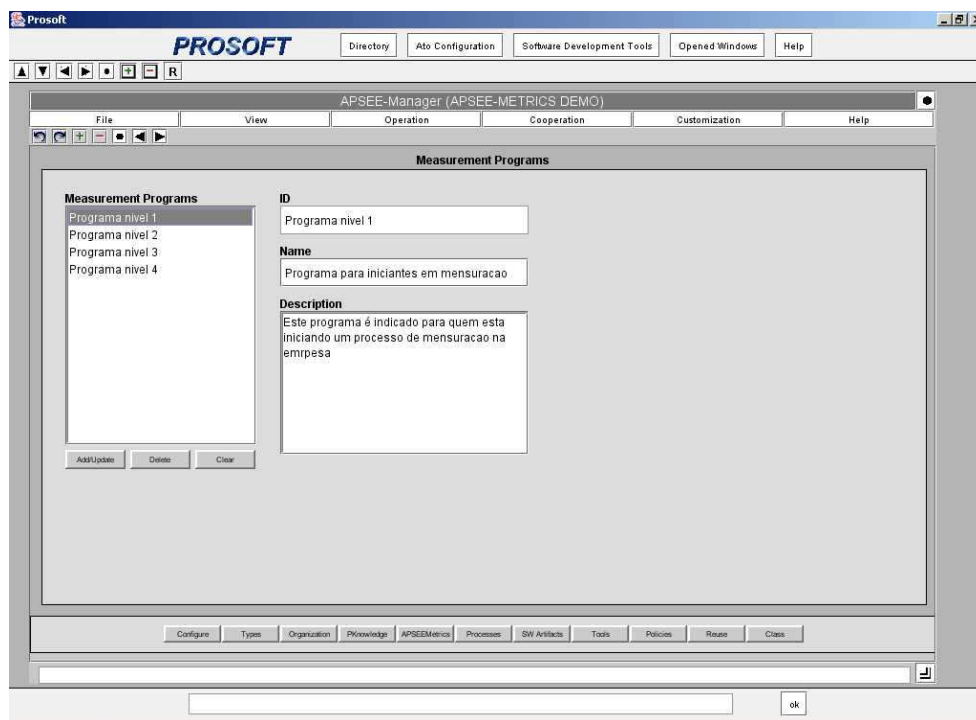 Prosoft
PROSOFT
Directory
Ato Configuration
Software Development Tools
Opened Windows
Help
R
APSEE-Manager (APSEE-METRICS DEMO)
File
View
Operation
Cooperation
Customization
Help
Measurement Programs
Measurement Programs
Programa nivel 1
Programa nivel 2
Programa nivel 3
Programa nivel 4
Add/Update
Delete
Clear
ID
Programa nivel 1
Name
Programa para iniciantes em mensuracao
Description
Este programa é indicado para quem esta
iniciando um processo de mensuracao na
emrpesa
Configure
Types
Organization
PKnowledge
APSEEMetrics
Processes
SW Artifacts
Tools
Policies
Reuse
Class
ok